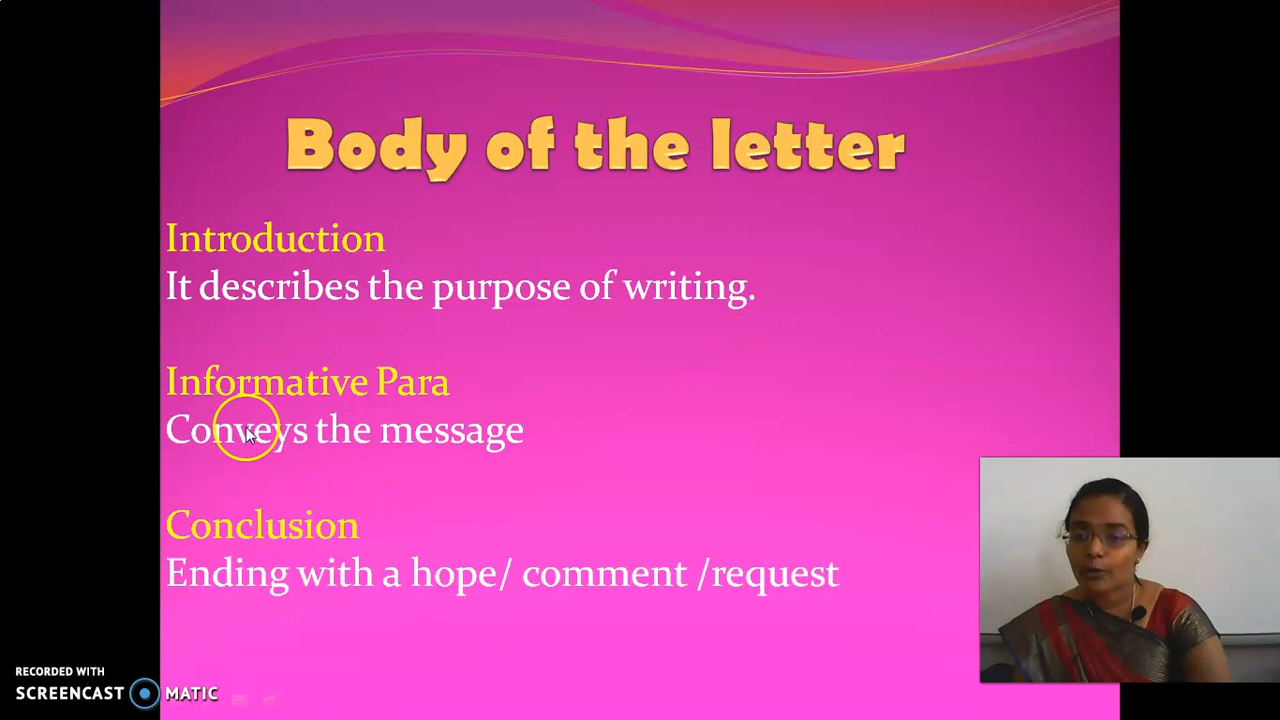 Body of the letter
Introduction
It describes the purpose of writing.
Informative Para
Conveys the message
Conclusion
Ending with a hope/ comment /request
RECORDED WITH
SCREENCAST MATIC